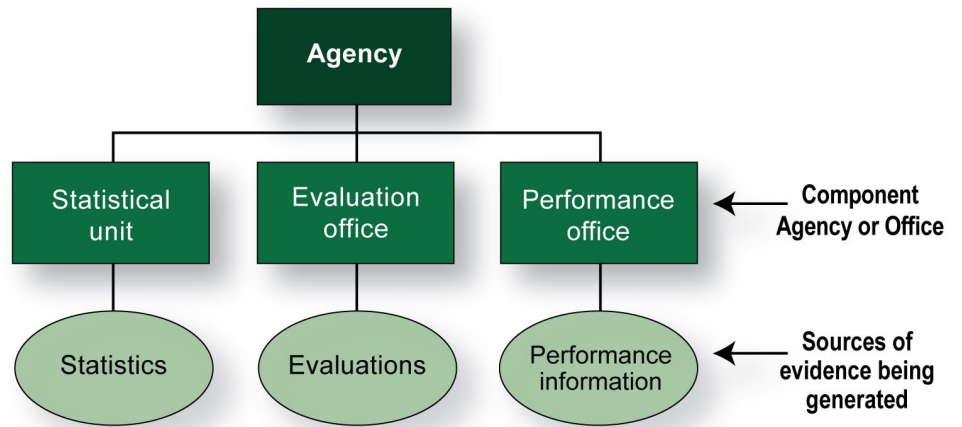 Agency
Statistical
unit
Evaluation
office
Performance
office
Component
Agency or Office
Statistics
Evaluations
Performance
information
Sources of
evidence being
generated